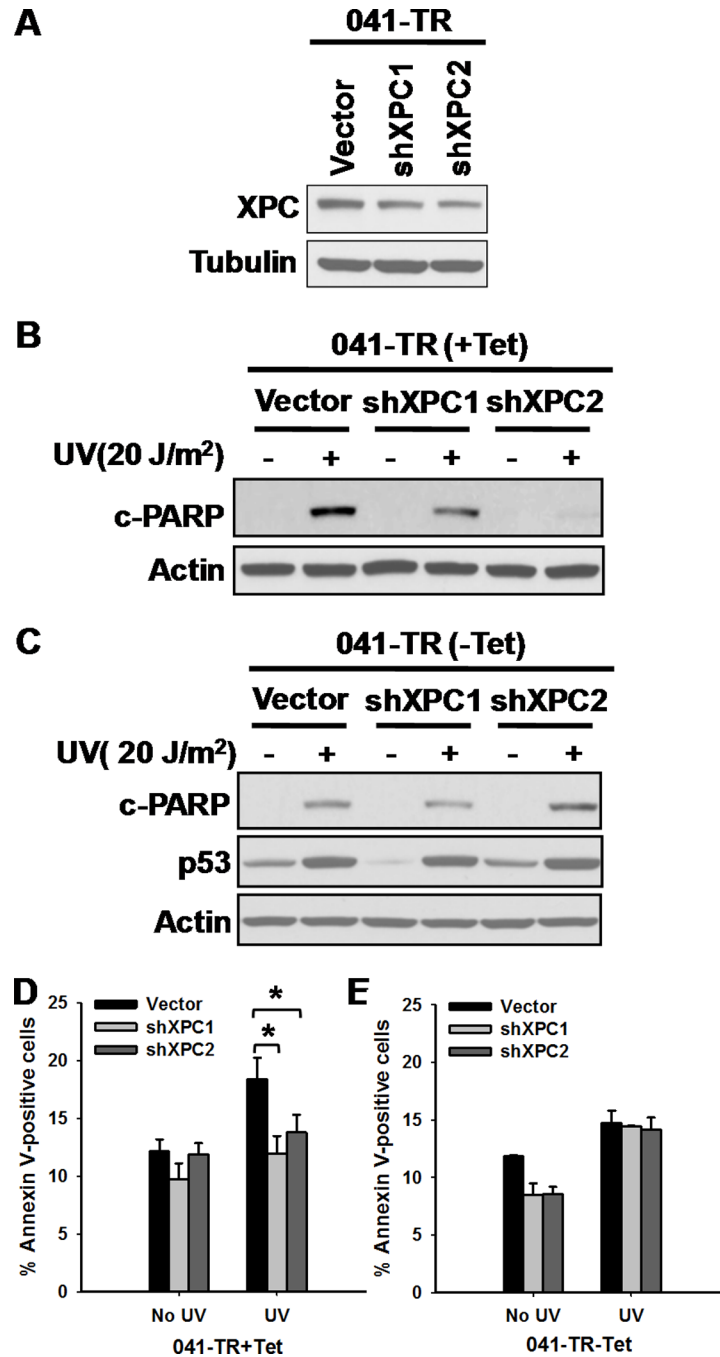 A
041-TR
Vector
shXPC1
shXPC2
XPC
Tubulin
B
041-TR (+Tet)
Vector shXPC1 shXPC2
UV(20 J/m²) - + - + - +
c-PARP
Actin
C
041-TR (-Tet)
Vector shXPC1 shXPC2
UV( 20 J/m²) - + - + - +
c-PARP
p53
Actin
D
% Annexin V-positive cells
25
20
15
10
5
0
Vector
shXPC1
shXPC2
*
*
No UV UV
041-TR+Tet
E
% Annexin V-positive cells
25
20
15
10
5
0
Vector
shXPC1
shXPC2
No UV UV
041-TR-Tet